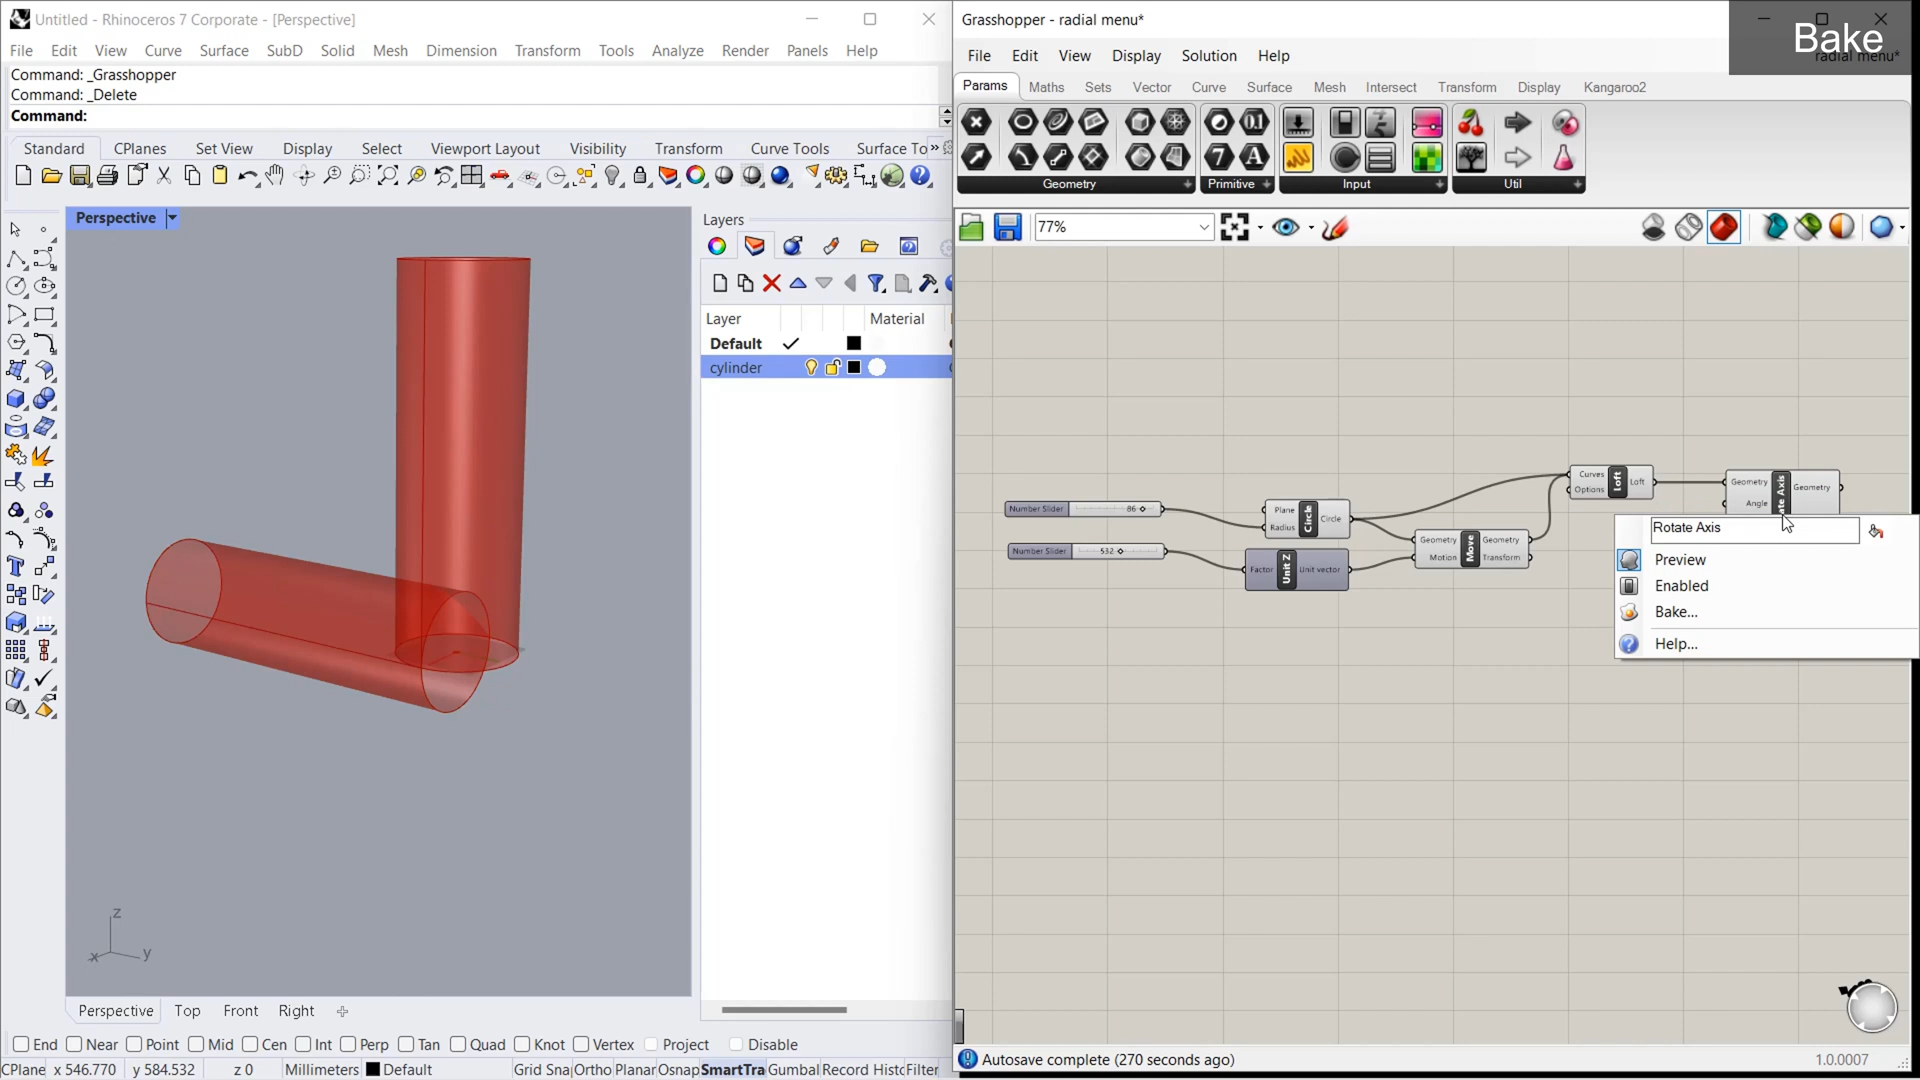 Untitled - Rhinoceros 7 Corporate - [Perspective]
File Edit View Curve Surface SubD Solid Mesh Dimension Transform Tools Analyze Render Panels Help
Command: _Grasshopper
Command: _Delete
Command:
Standard CPlanes Set View Display Select Viewport Layout Visibility Transform Curve Tools Surface To »
Perspective
Layers
Layer Material
Default
cylinder
z
x y
Perspective Top Front Right
End Near Point Mid Cen Int Perp Tan Quad Knot Vertex Project Disable
CPlane x 546.770 y 584.532 z 0 Millimeters Default Grid Sna Ortho Planar Osnap SmartTra Gumbal Record Histo Filter
Grasshopper - radial menu*
Bake
radial menu*
File Edit View Display Solution Help
Params Maths Sets Vector Curve Surface Mesh Intersect Transform Display Kangaroo2
Geometry Primitive Input Util
77%
Number Slider 86
Number Slider 532
Plane
Radius
Circle
Circle
Factor
Unit Z
Unit vector
Geometry
Motion
Move
Geometry
Transform
Curves
Options
Loft
Loft
Geometry
Angle
Geometry
Rotate Axis
Preview
Enabled
Bake...
Help...
Autosave complete (270 seconds ago)
1.0.0007